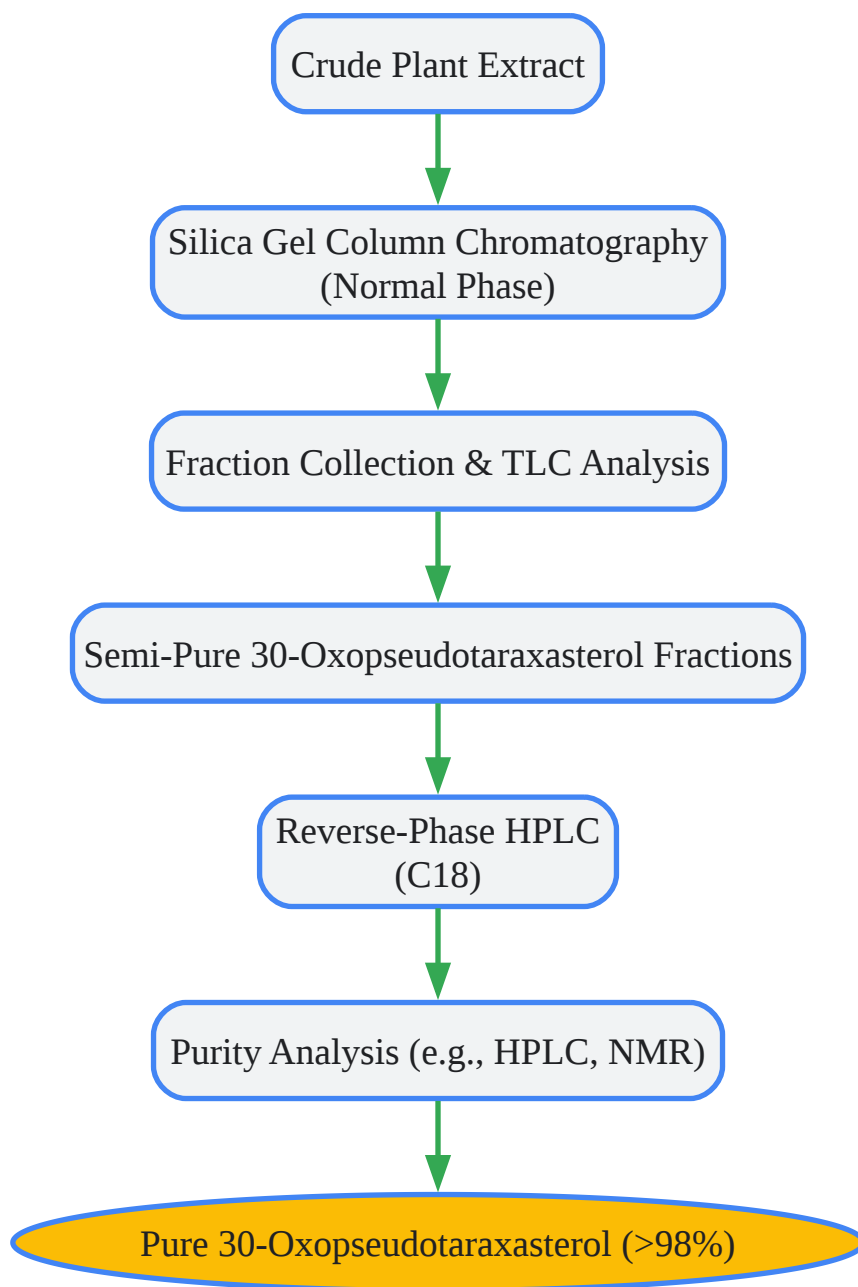 Crude Plant Extract
Silica Gel Column Chromatography
(Normal Phase)
Fraction Collection & TLC Analysis
Semi-Pure 30-Oxopseudotaraxasterol Fractions
Reverse-Phase HPLC
(C18)
Purity Analysis (e.g., HPLC, NMR)
Pure 30-Oxopseudotaraxasterol (>98%)